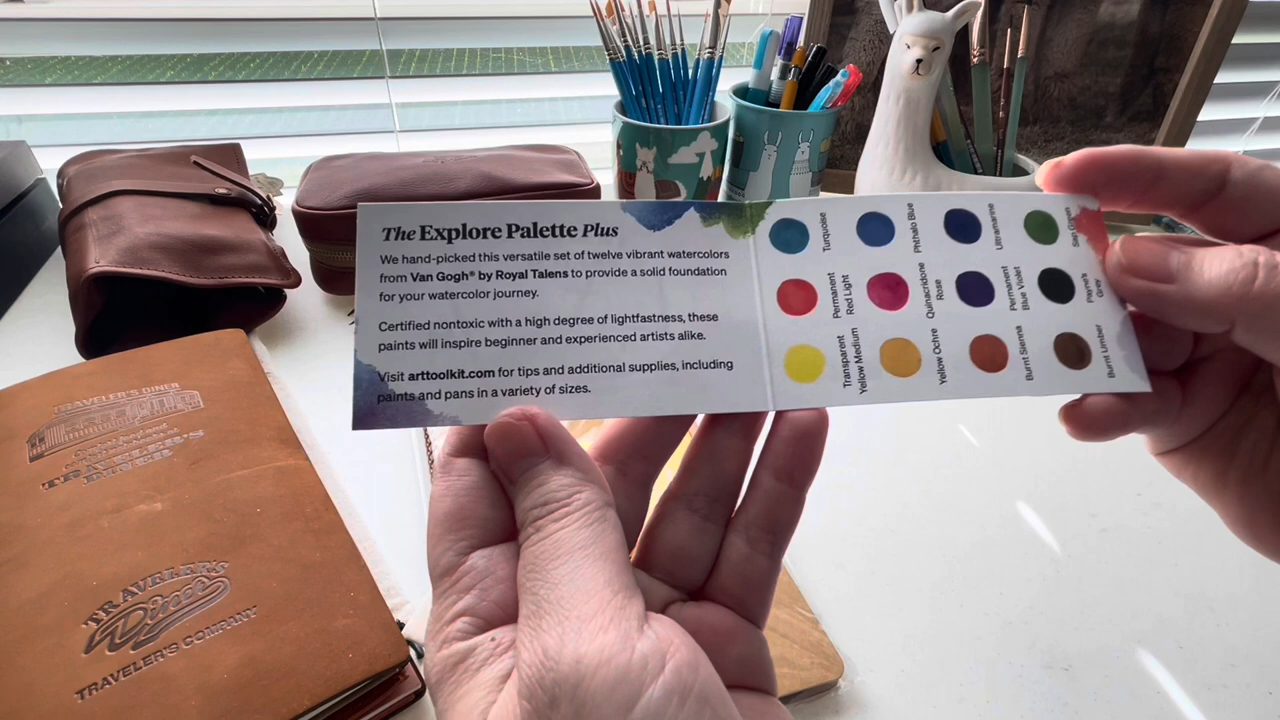 The Explore Palette Plus
We hand-picked this versatile set of twelve vibrant watercolors
from Van Gogh® by Royal Talens to provide a solid foundation
for your watercolor journey.
Certified nontoxic with a high degree of lightfastness, these
paints will inspire beginner and experienced artists alike.
Visit arttoolkit.com for tips and additional supplies, including
paints and pans in a variety of sizes.
Turquoise
Phthalo Blue
Ultramarine
Permanent
Red Light
Quinacridone
Rose
Permanent
Blue Violet
Payne's
Grey
Transparent
Yellow Medium
Yellow Ochre
Burnt Sienna
Burnt Umber
TRAVELER'S DINER
TRAVELER'S
DINER
TRAVELER'S
Diner
TRAVELER'S COMPANY